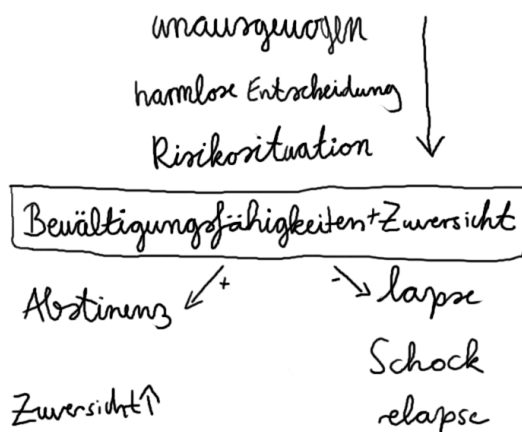 unausgewogen
harmlose Entscheidung
Risikosituation
Bewältigungsfähigkeiten+Zuversicht
+ -
Abstinenz lapse
Schock
Zuversicht↑ relapse